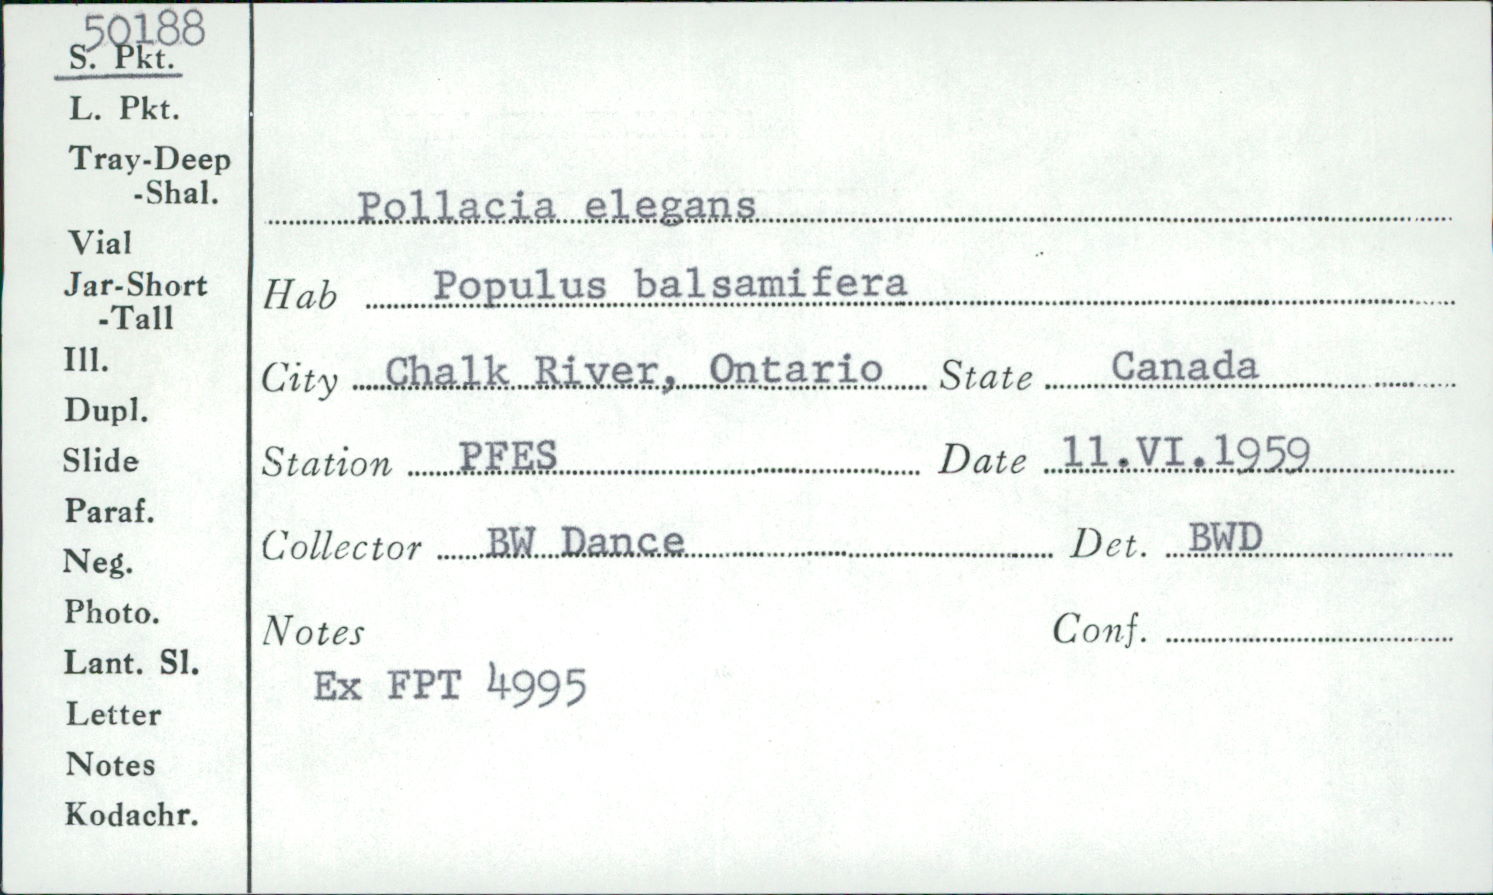 50188
S. Pkt.
L. Pkt.
Tray-Deep
-Shal.
Vial
Jar-Short
-Tall
Ill.
Dupl.
Slide
Paraf.
Neg.
Photo.
Lant. Sl.
Letter
Notes
Kodachr.
Pollacia elegans
Hab Populus balsamifera
City Chalk River, Ontario State Canada
Station PFES Date 11.VI.1959
Collector BW Dance Det. BWD
Notes Conf.
Ex FPT 4995